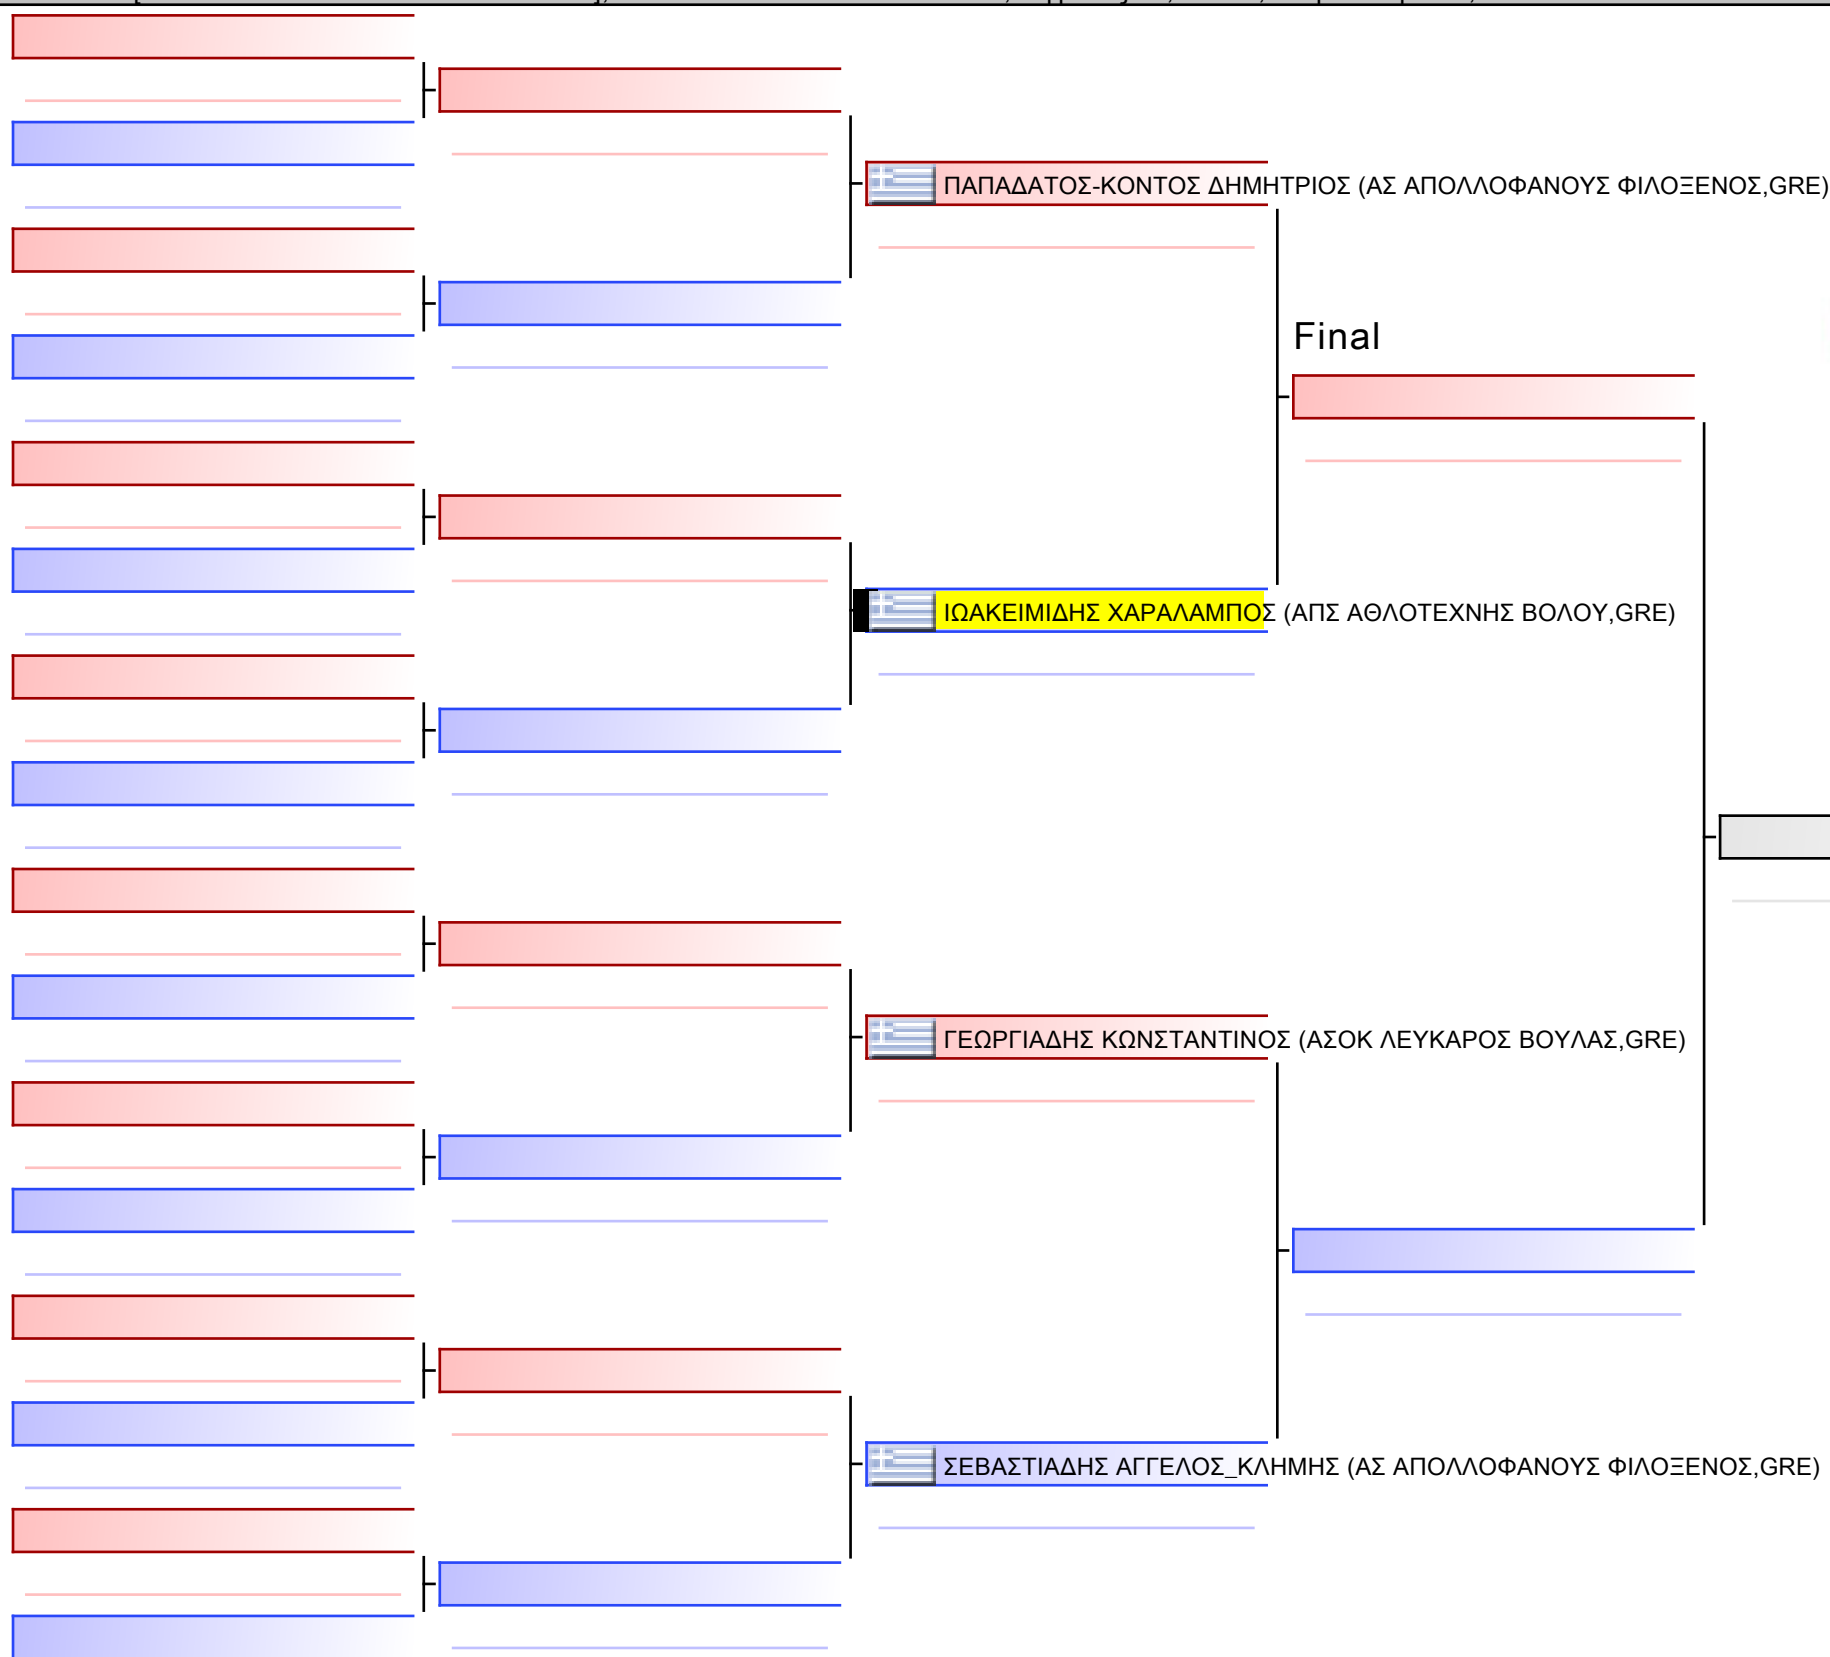 ΠΑΠΑΔΑΤΟΣ-ΚΟΝΤΟΣ ΔΗΜΗΤΡΙΟΣ (ΑΣ ΑΠΟΛΛΟΦΑΝΟΥΣ ΦΙΛΟΞΕΝΟΣ,GRE)
Final
ΙΩΑΚΕΙΜΙΔΗΣ ΧΑΡΑΛΑΜΠΟΣ (ΑΠΣ ΑΘΛΟΤΕΧΝΗΣ ΒΟΛΟΥ,GRE)
ΓΕΩΡΓΙΑΔΗΣ ΚΩΝΣΤΑΝΤΙΝΟΣ (ΑΣΟΚ ΛΕΥΚΑΡΟΣ ΒΟΥΛΑΣ,GRE)
ΣΕΒΑΣΤΙΑΔΗΣ ΑΓΓΕΛΟΣ_ΚΛΗΜΗΣ (ΑΣ ΑΠΟΛΛΟΦΑΝΟΥΣ ΦΙΛΟΞΕΝΟΣ,GRE)